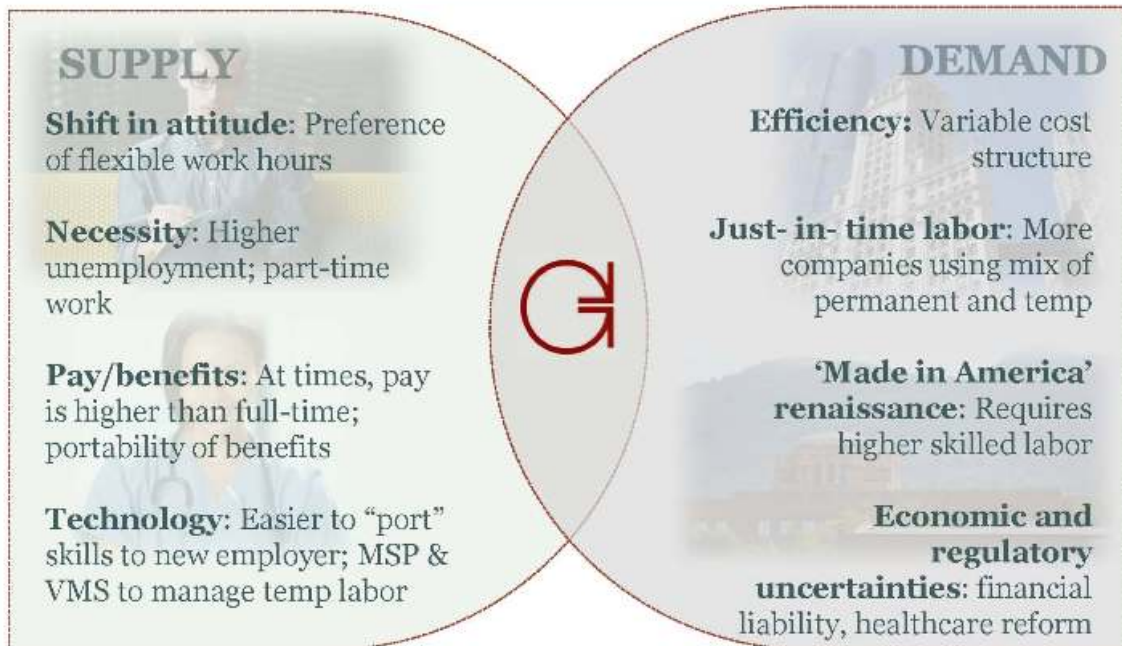 SUPPLY
Shift in attitude: Preference
of flexible work hours
Necessity: Higher
unemployment; part-time
work
Pay/benefits: At times, pay
is higher than full-time;
portability of benefits
Technology: Easier to “port”
skills to new employer; MSP &
VMS to manage temp labor
DEMAND
Efficiency: Variable cost
structure
Just- in- time labor: More
companies using mix of
permanent and temp
‘Made in America’
renaissance: Requires
higher skilled labor
Economic and
regulatory
uncertainties: financial
liability, healthcare reform